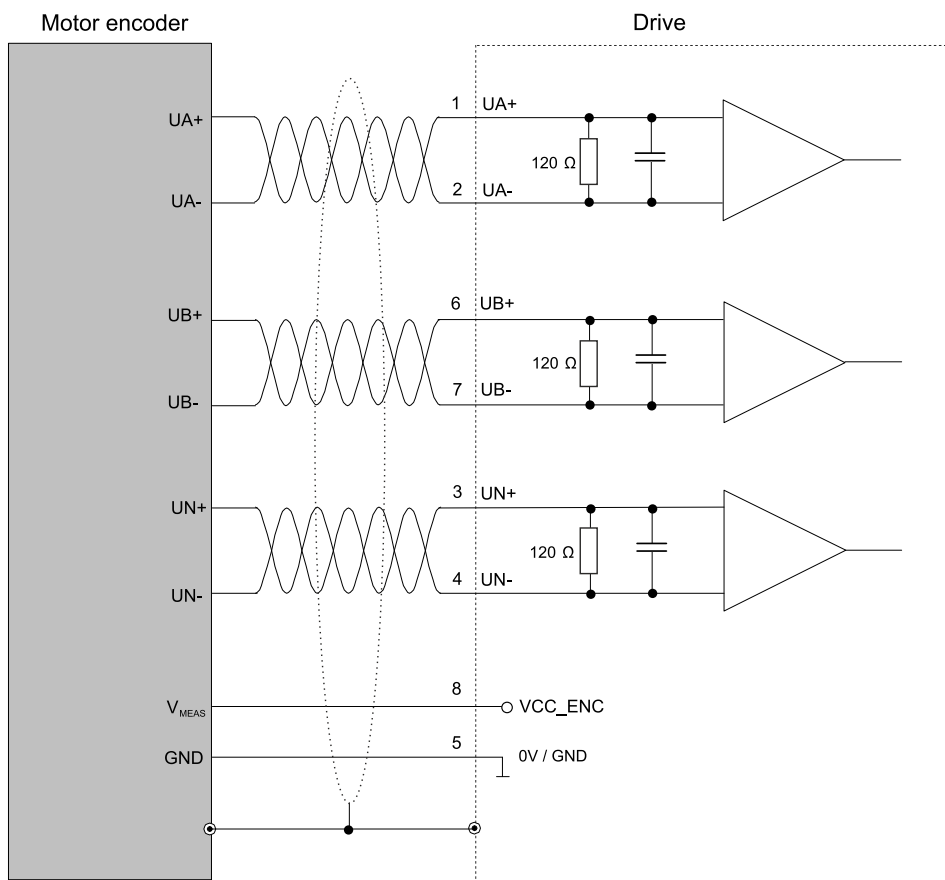 Motor encoder
Drive
UA+
1
UA+
120 Ω
UA-
2
UA-
UB+
6
UB+
120 Ω
UB-
7
UB-
UN+
3
UN+
120 Ω
UN-
4
UN-
VMEAS
8
VCC_ENC
GND
5
0V / GND